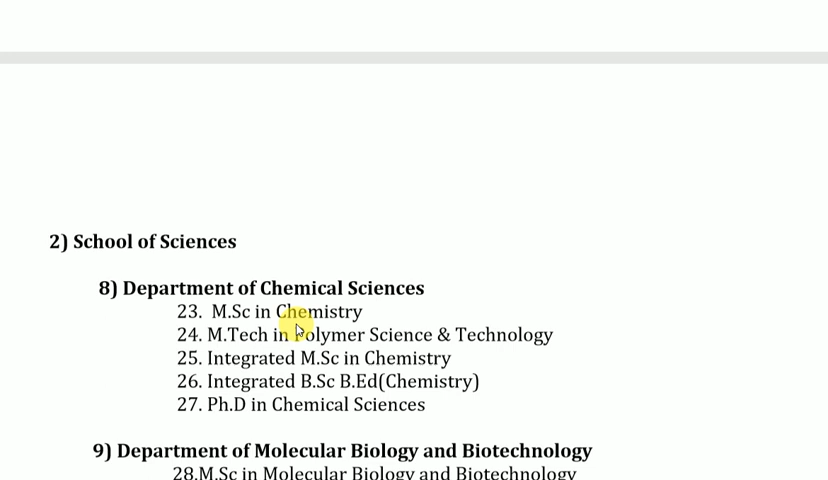 2) School of Sciences
8) Department of Chemical Sciences
23. M.Sc in Chemistry
24. M.Tech in Polymer Science & Technology
25. Integrated M.Sc in Chemistry
26. Integrated B.Sc B.Ed(Chemistry)
27. Ph.D in Chemical Sciences
9) Department of Molecular Biology and Biotechnology
28.M.Sc in Molecular Biology and Biotechnology